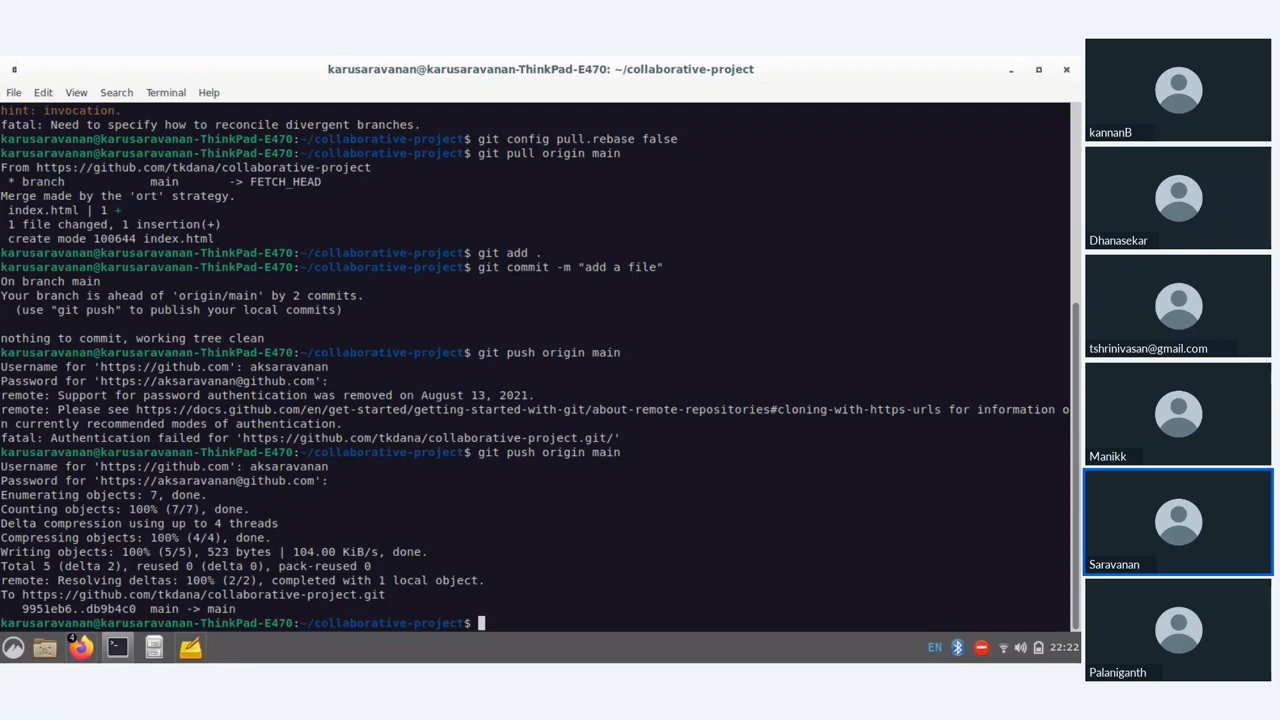 karusaravanan@karusaravanan-ThinkPad-E470: ~/collaborative-project
File Edit View Search Terminal Help
hint: invocation.
fatal: Need to specify how to reconcile divergent branches.
karusaravanan@karusaravanan-ThinkPad-E470:~/collaborative-project$ git config pull.rebase false
karusaravanan@karusaravanan-ThinkPad-E470:~/collaborative-project$ git pull origin main
From https://github.com/tkdana/collaborative-project
 * branch            main       -> FETCH_HEAD
Merge made by the 'ort' strategy.
 index.html | 1 +
 1 file changed, 1 insertion(+)
 create mode 100644 index.html
karusaravanan@karusaravanan-ThinkPad-E470:~/collaborative-project$ git add .
karusaravanan@karusaravanan-ThinkPad-E470:~/collaborative-project$ git commit -m "add a file"
On branch main
Your branch is ahead of 'origin/main' by 2 commits.
  (use "git push" to publish your local commits)
nothing to commit, working tree clean
karusaravanan@karusaravanan-ThinkPad-E470:~/collaborative-project$ git push origin main
Username for 'https://github.com': aksaravanan
Password for 'https://aksaravanan@github.com':
remote: Support for password authentication was removed on August 13, 2021.
remote: Please see https://docs.github.com/en/get-started/getting-started-with-git/about-remote-repositories#cloning-with-https-urls for information o
n currently recommended modes of authentication.
fatal: Authentication failed for 'https://github.com/tkdana/collaborative-project.git/'
karusaravanan@karusaravanan-ThinkPad-E470:~/collaborative-project$ git push origin main
Username for 'https://github.com': aksaravanan
Password for 'https://aksaravanan@github.com':
Enumerating objects: 7, done.
Counting objects: 100% (7/7), done.
Delta compression using up to 4 threads
Compressing objects: 100% (4/4), done.
Writing objects: 100% (5/5), 523 bytes | 104.00 KiB/s, done.
Total 5 (delta 2), reused 0 (delta 0), pack-reused 0
remote: Resolving deltas: 100% (2/2), completed with 1 local object.
To https://github.com/tkdana/collaborative-project.git
   9951eb6..db9b4c0  main -> main
karusaravanan@karusaravanan-ThinkPad-E470:~/collaborative-project$
4
EN 22:22
kannanB
Dhanasekar
tshrinivasan@gmail.com
Manikk
Saravanan
Palaniganth